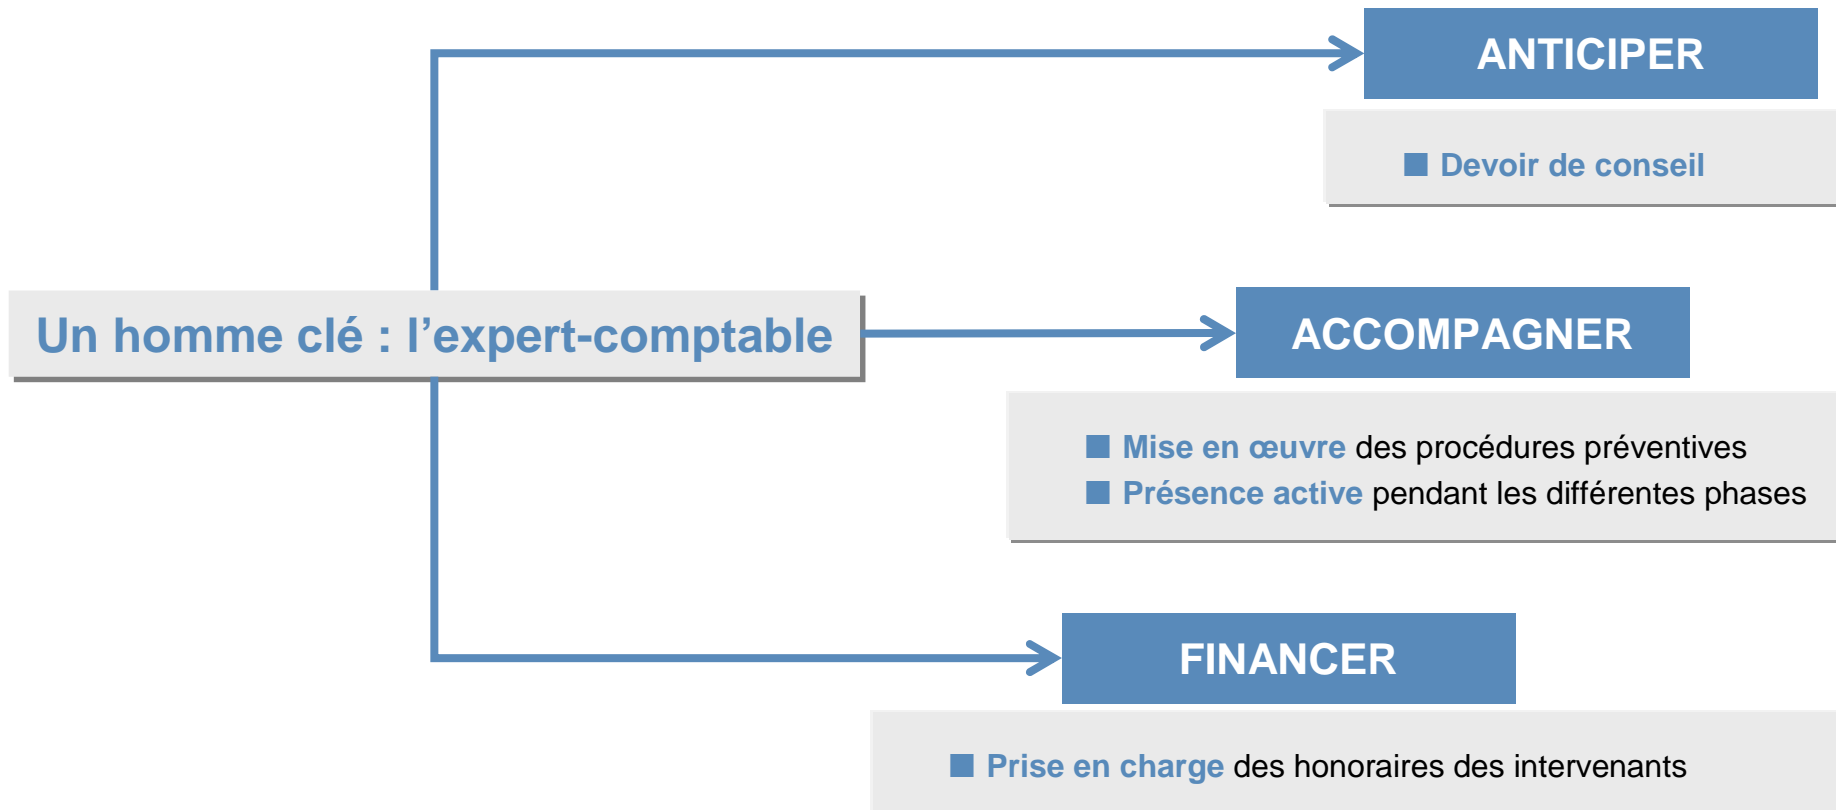 ANTICIPER
■ Devoir de conseil
Un homme clé : l’expert-comptable
ACCOMPAGNER
■ Mise en œuvre des procédures préventives
■ Présence active pendant les différentes phases
FINANCER
■ Prise en charge des honoraires des intervenants